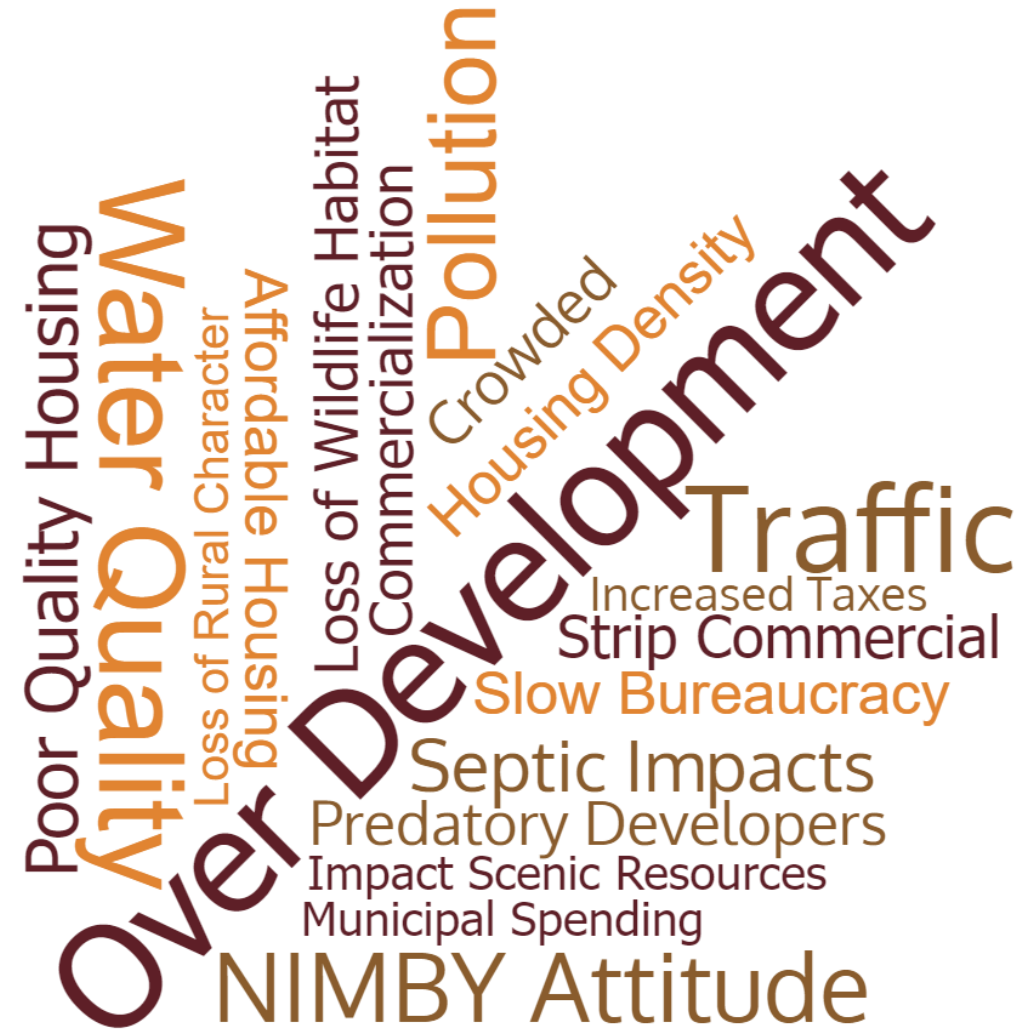 Poor Quality Housing
Water Quality
Loss of Rural Character
Affordable Housing
Loss of Wildlife Habitat
Commercialization
Pollution
Crowded
Housing Density
Over Development
Traffic
Increased Taxes
Strip Commercial
Slow Bureaucracy
Septic Impacts
Predatory Developers
Impact Scenic Resources
Municipal Spending
NIMBY Attitude